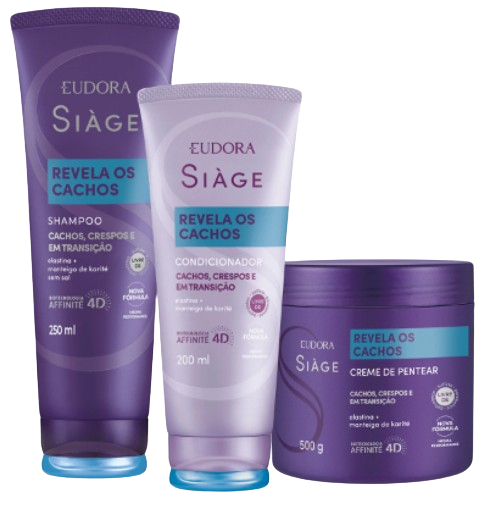 EUDORA
SIÀGE
REVELA OS
CACHOS
SHAMPOO
CACHOS, CRESPOS E
EM TRANSIÇÃO
elastina +
manteiga de karité
sem sal
LIVRE
DE
NOVA
FÓRMULA
BIOTECNOLOGIA
AFFINITÉ 4D
250 ml
EUDORA
SIÀGE
REVELA OS
CACHOS
CONDICIONADOR
CACHOS, CRESPOS E
EM TRANSIÇÃO
elastina +
manteiga de karité
LIVRE
DE
NOVA
FÓRMULA
BIOTECNOLOGIA
AFFINITÉ 4D
200 ml
EUDORA
SIÀGE
REVELA OS
CACHOS
CREME DE PENTEAR
CACHOS, CRESPOS E
EM TRANSIÇÃO
elastina +
manteiga de karité
LIVRE
DE
NOVA
FÓRMULA
BIOTECNOLOGIA
AFFINITÉ 4D
500 g